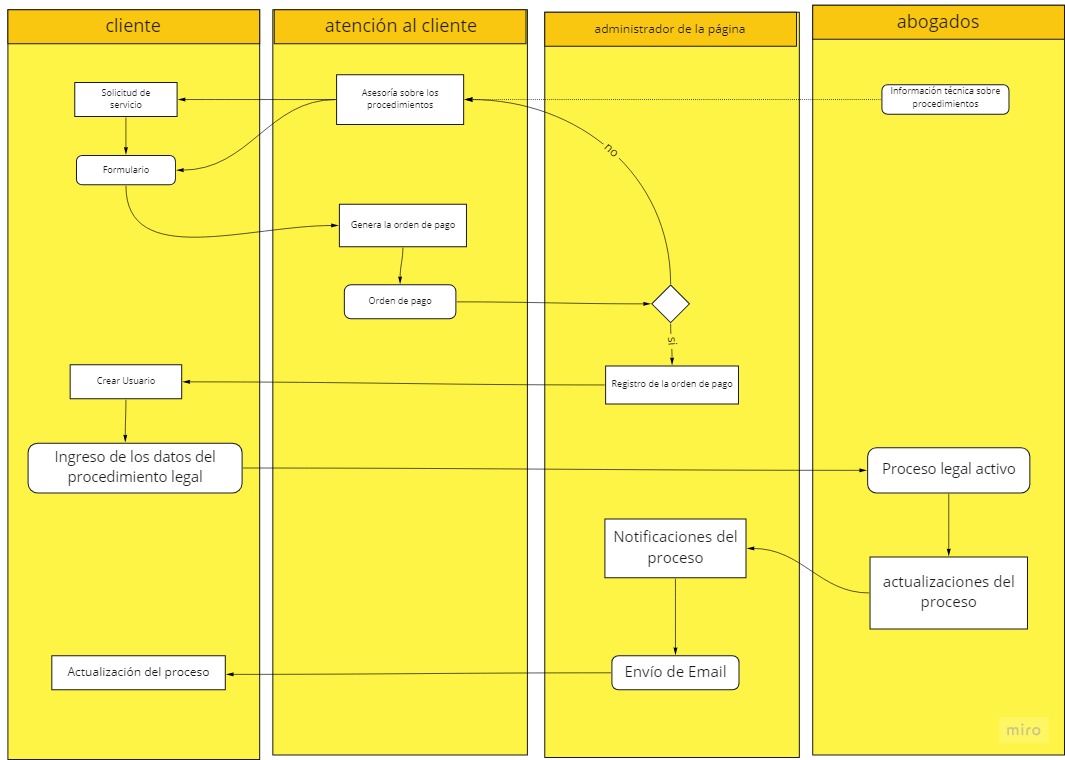 cliente
atención al cliente
administrador de la página
abogados
Solicitud de
servicio
Asesoría sobre los
procedimientos
Información técnica sobre
procedimientos
no
Formulario
Genera la orden de pago
Orden de pago
si
Crear Usuario
Registro de la orden de pago
Ingreso de los datos del
procedimiento legal
Proceso legal activo
Notificaciones del
proceso
actualizaciones del
proceso
Actualización del proceso
Envío de Email
miro